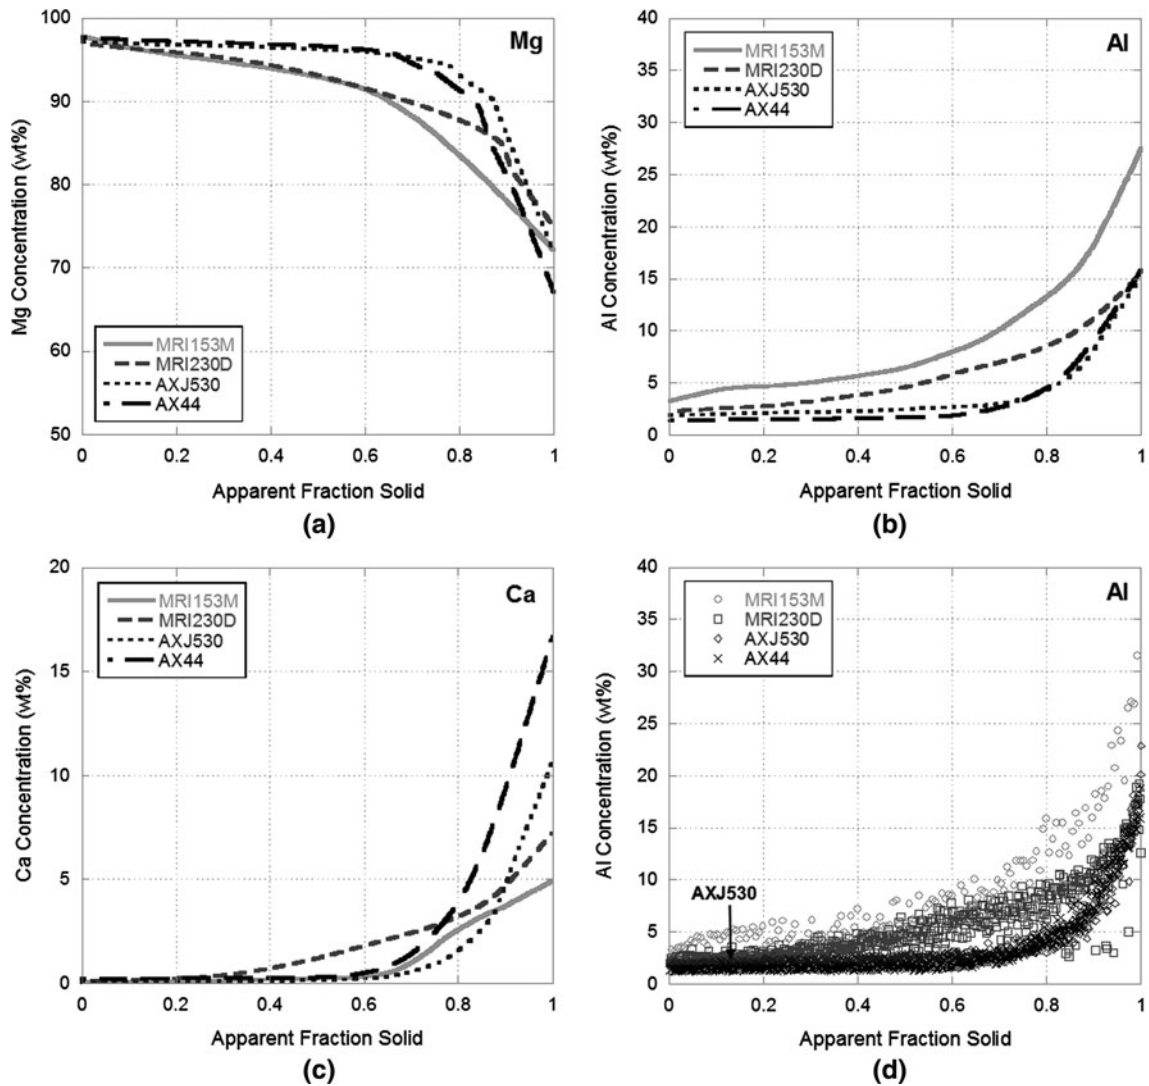 Mg
Mg Concentration (wt%)
100
90
80
70
60
50
MRI153M
MRI230D
AXJ530
AX44
0
0.2
0.4
0.6
0.8
1
Apparent Fraction Solid
(a)
Al
Al Concentration (wt%)
40
35
30
25
20
15
10
5
0
MRI153M
MRI230D
AXJ530
AX44
0
0.2
0.4
0.6
0.8
1
Apparent Fraction Solid
(b)
Ca
Ca Concentration (wt%)
20
15
10
5
0
MRI153M
MRI230D
AXJ530
AX44
0
0.2
0.4
0.6
0.8
1
Apparent Fraction Solid
(c)
Al
Al Concentration (wt%)
40
35
30
25
20
15
10
5
0
MRI153M
MRI230D
AXJ530
AX44
AXJ530
0
0.2
0.4
0.6
0.8
1
Apparent Fraction Solid
(d)